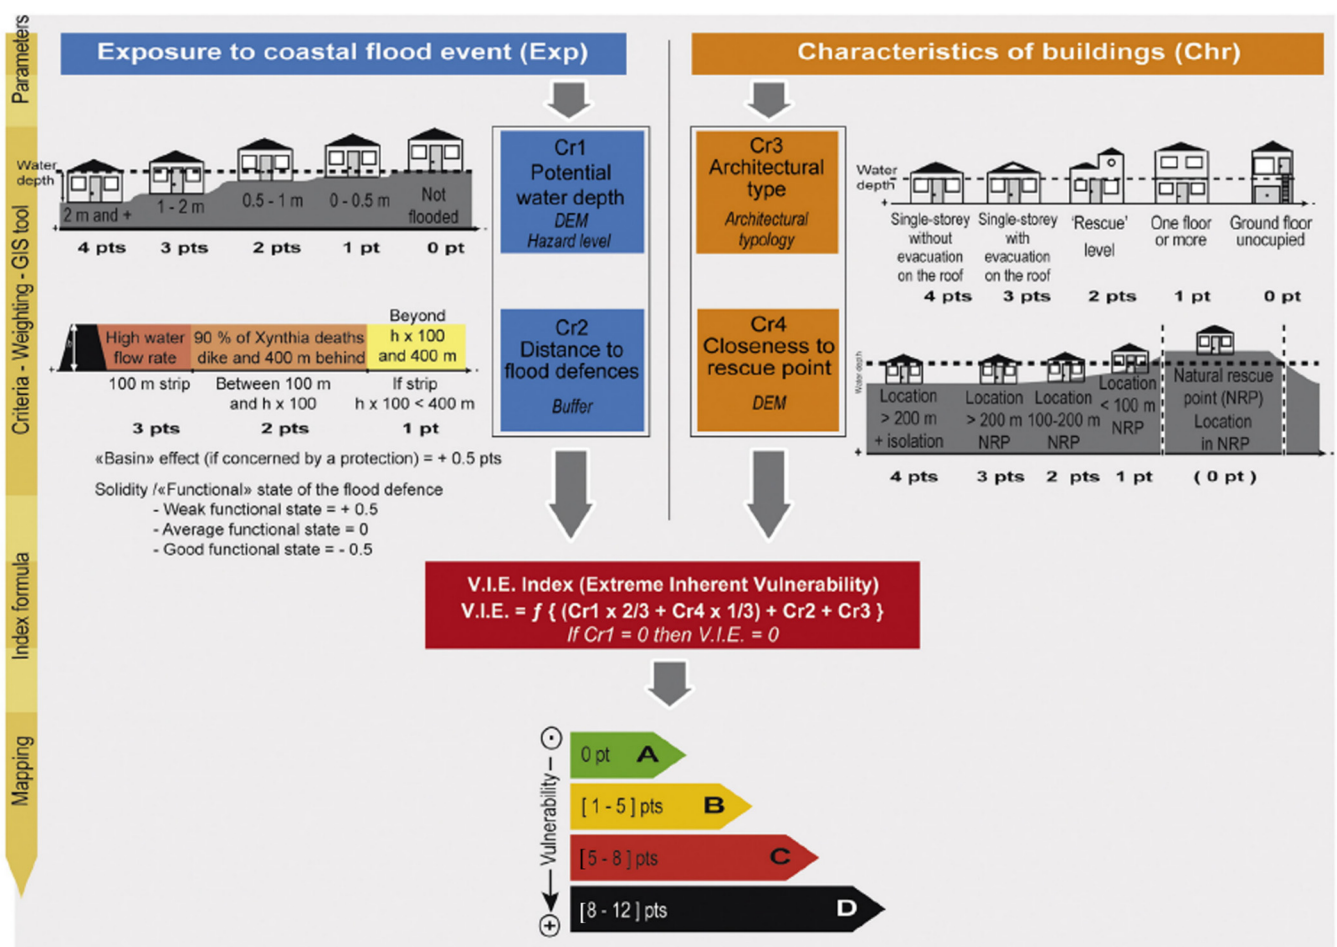 Parameters
Criteria - Weighting - GIS tool
Index formula
Mapping
Exposure to coastal flood event (Exp)
Characteristics of buildings (Chr)
Water
depth
2 m and +
1 - 2 m
0.5 - 1 m
0 - 0.5 m
Not
flooded
4 pts
3 pts
2 pts
1 pt
0 pt
Cr1
Potential
water depth
DEM
Hazard level
Cr3
Architectural
type
Architectural
typology
Water
depth
Single-storey
without
evacuation
on the roof
Single-storey
with
evacuation
on the roof
'Rescue'
level
One floor
or more
Ground floor
unocupied
4 pts
3 pts
2 pts
1 pt
0 pt
h
High water
flow rate
90 % of Xynthia deaths
dike and 400 m behind
Beyond
h x 100
and 400 m
100 m strip
Between 100 m
and h x 100
If strip
h x 100 < 400 m
3 pts
2 pts
1 pt
Cr2
Distance to
flood defences
Buffer
Cr4
Closeness to
rescue point
DEM
Water depth
Location
> 200 m
+ isolation
Location
> 200 m
NRP
Location
100-200 m
NRP
Location
< 100 m
NRP
Natural rescue
point (NRP)
Location
in NRP
4 pts
3 pts
2 pts
1 pt
( 0 pt )
«Basin» effect (if concerned by a protection) = + 0.5 pts
Solidity /«Functional» state of the flood defence
- Weak functional state = + 0.5
- Average functional state = 0
- Good functional state = - 0.5
V.I.E. Index (Extreme Inherent Vulnerability)
V.I.E. = ƒ { (Cr1 x 2/3 + Cr4 x 1/3) + Cr2 + Cr3 }
If Cr1 = 0 then V.I.E. = 0
Vulnerability
0 pt A
[ 1 - 5 ] pts B
[ 5 - 8 ] pts C
[8 - 12 ] pts D